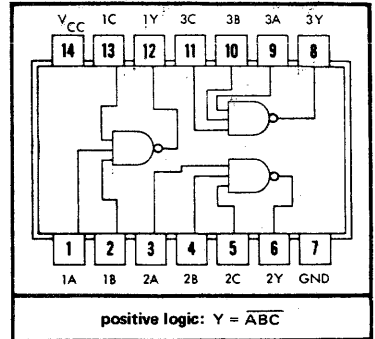 VCC 1C 1Y 3C 3B 3A 3Y
14 13 12 11 10 9 8
1 2 3 4 5 6 7
1A 1B 2A 2B 2C 2Y GND
positive logic: Y = \overline{ABC}